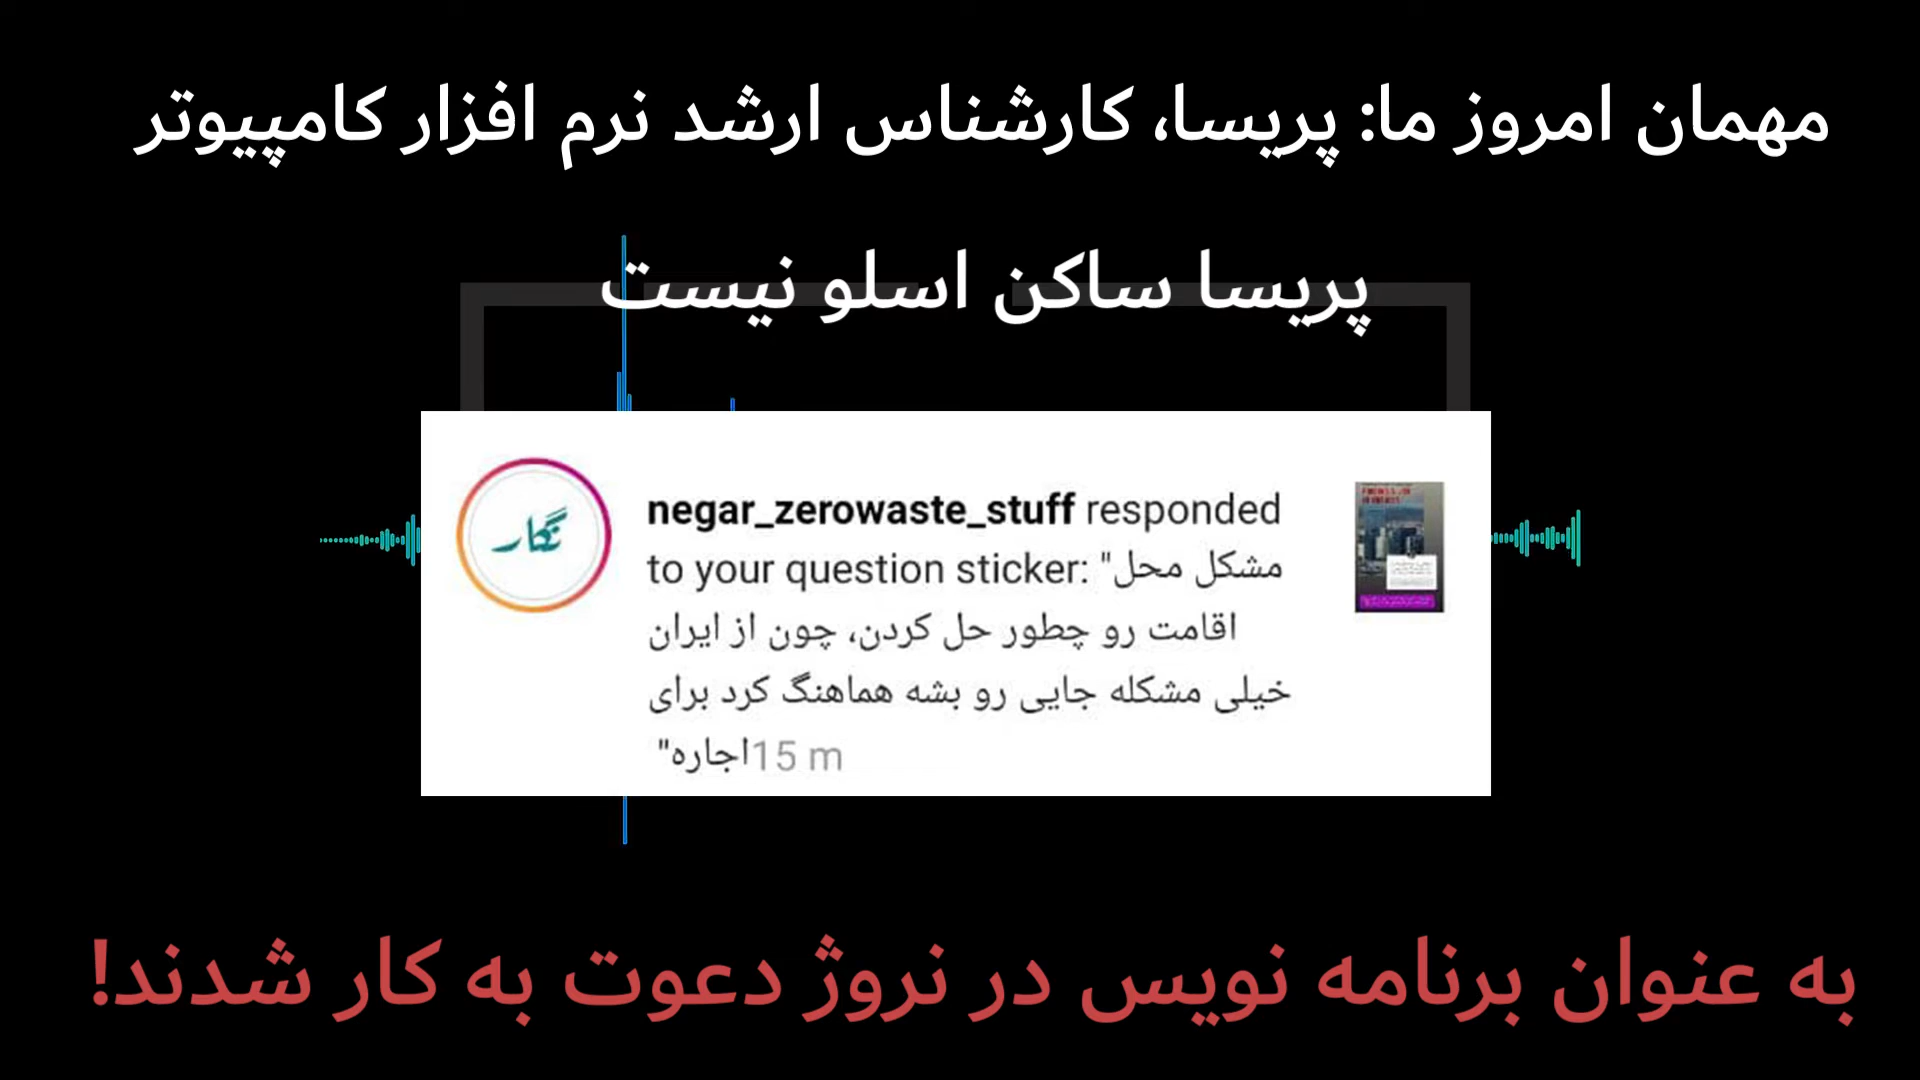 مهمان امروز ما: پریسا، کارشناس ارشد نرم افزار کامپیوتر
پریسا ساکن اسلو نیست
نگار
negar_zerowaste_stuff responded
to your question sticker: "مشکل محل
اقامت رو چطور حل کردن، چون از ایران
خیلی مشکله جایی رو بشه هماهنگ کرد برای
اجاره" 15 m
به عنوان برنامه نویس در نروژ دعوت به کار شدند!